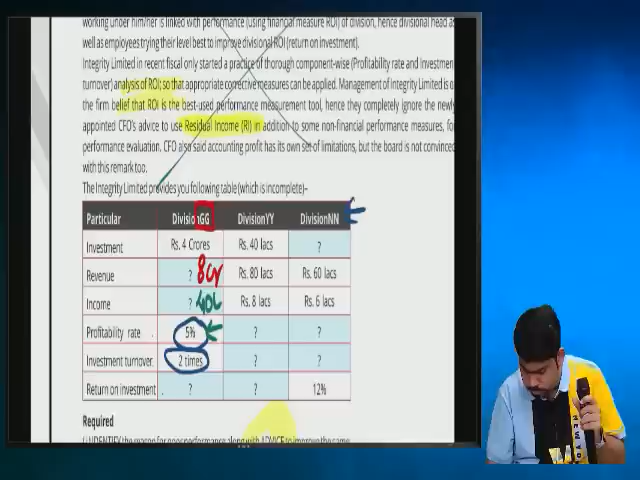 working under him/her is linked with performance (using financial measure ROI) of division, hence divisional head as
well as employees trying their level best to improve divisional ROI (return on investment).
Integrity Limited in recent fiscal only started a practice of thorough component-wise (Profitability rate and Investmen
turnover) analysis of ROI; so that appropriate corrective measures can be applied. Management of Integrity Limited is o
the firm belief that ROI is the best-used performance measurement tool, hence they completely ignore the newly
appointed CFO's advice to use Residual Income (RI) in addition to some non-financial performance measures, for
performance evaluation. CFO also said accounting profit has its own set of limitations, but the board is not convinced
with this remark too.
The Integrity Limited provides you following table (which is incomplete)–
Particular DivisionGG DivisionYY DivisionNN
Investment Rs. 4 Crores Rs. 40 lacs ?
Revenue ? 8cr Rs. 80 lacs Rs. 60 lacs
Income ? 40L Rs. 8 lacs Rs. 6 lacs
Profitability rate 5% ? ?
Investment turnover 2 times ? ?
Return on investment ? ? 12%
Required